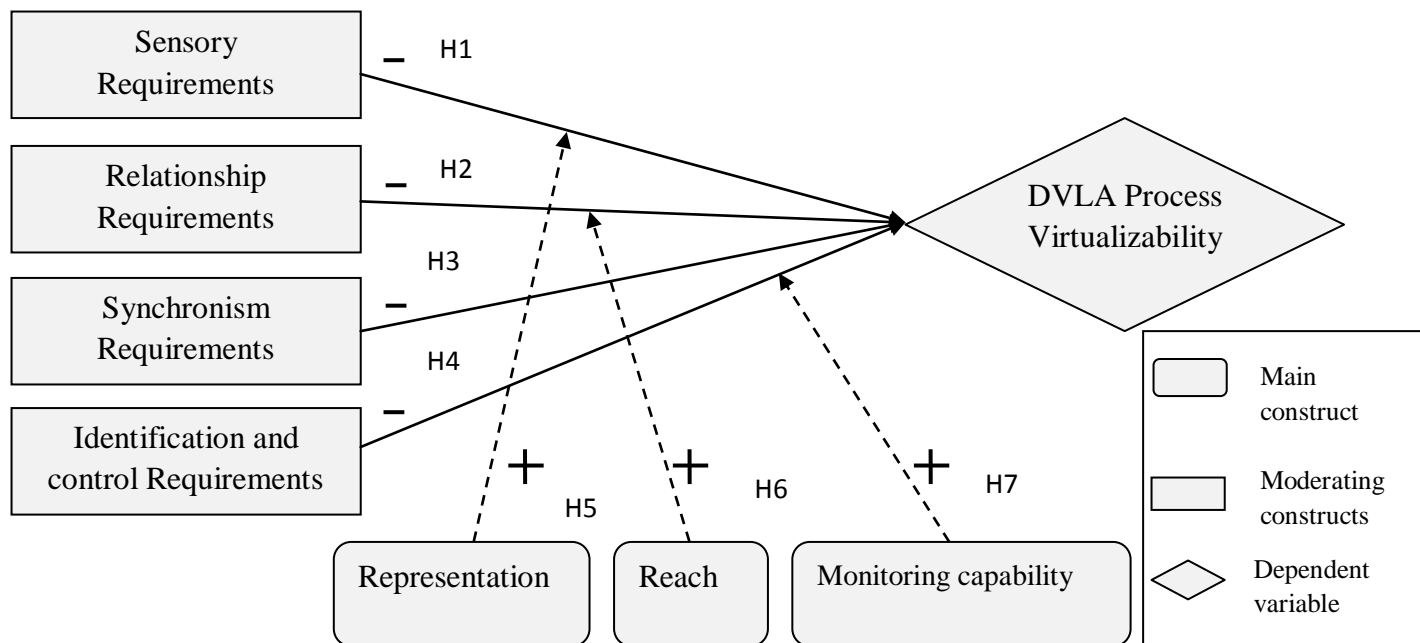 Sensory
Requirements
− H1
Relationship
Requirements
− H2
H3
Synchronism
Requirements
−
H4
Identification and
control Requirements
−
DVLA Process
Virtualizability
+
H5
+
H6
+
H7
Representation
Reach
Monitoring capability
Main
construct
Moderating
constructs
Dependent
variable